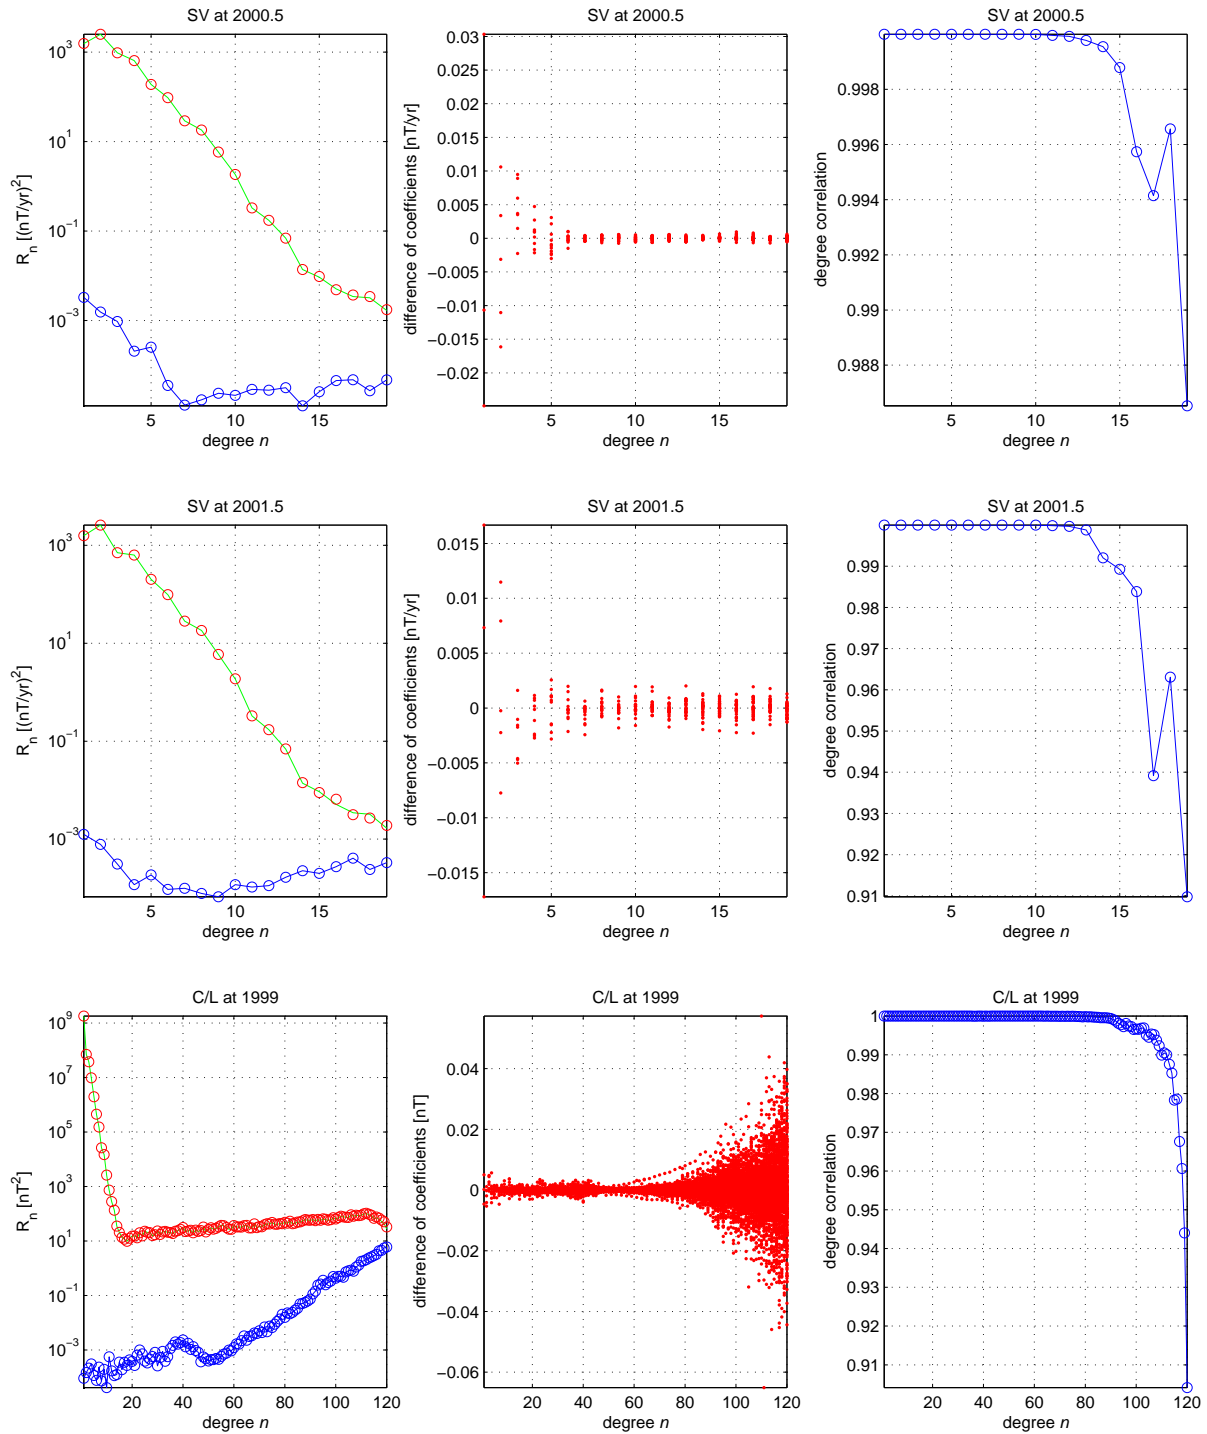 SV at 2000.5
SV at 2000.5
SV at 2000.5
10^3
10^1
10^−1
10^−3
R_n [(nT/yr)^2]
5 10 15
degree n
0.03
0.025
0.02
0.015
0.01
0.005
0
−0.005
−0.01
−0.015
−0.02
difference of coefficients [nT/yr]
5 10 15
degree n
0.998
0.996
0.994
0.992
0.99
0.988
degree correlation
5 10 15
degree n
SV at 2001.5
SV at 2001.5
SV at 2001.5
10^3
10^1
10^−1
10^−3
R_n [(nT/yr)^2]
5 10 15
degree n
0.015
0.01
0.005
0
−0.005
−0.01
−0.015
difference of coefficients [nT/yr]
5 10 15
degree n
0.99
0.98
0.97
0.96
0.95
0.94
0.93
0.92
0.91
degree correlation
5 10 15
degree n
C/L at 1999
C/L at 1999
C/L at 1999
10^9
10^7
10^5
10^3
10^1
10^−1
10^−3
R_n [nT^2]
20 40 60 80 100 120
degree n
0.04
0.02
0
−0.02
−0.04
−0.06
difference of coefficients [nT]
20 40 60 80 100 120
degree n
1
0.99
0.98
0.97
0.96
0.95
0.94
0.93
0.92
0.91
degree correlation
20 40 60 80 100 120
degree n